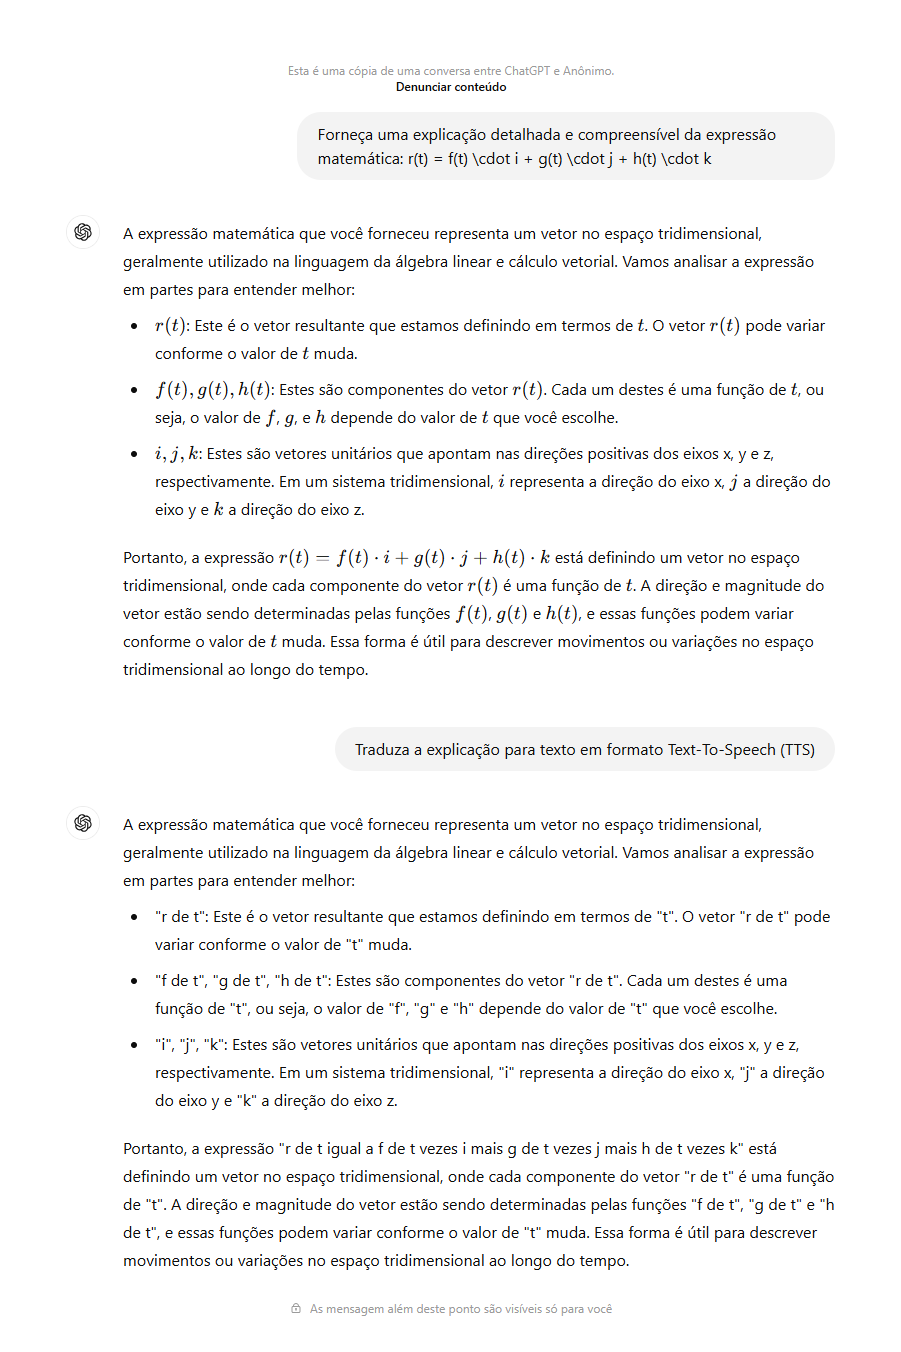 Esta é uma cópia de uma conversa entre ChatGPT e Anônimo.
Denunciar conteúdo
Forneça uma explicação detalhada e compreensível da expressão
matemática: r(t) = f(t) \cdot i + g(t) \cdot j + h(t) \cdot k
A expressão matemática que você forneceu representa um vetor no espaço tridimensional,
geralmente utilizado na linguagem da álgebra linear e cálculo vetorial. Vamos analisar a expressão
em partes para entender melhor:
• r(t): Este é o vetor resultante que estamos definindo em termos de t. O vetor r(t) pode variar
conforme o valor de t muda.
• f(t), g(t), h(t): Estes são componentes do vetor r(t). Cada um destes é uma função de t, ou
seja, o valor de f, g, e h depende do valor de t que você escolhe.
• i, j, k: Estes são vetores unitários que apontam nas direções positivas dos eixos x, y e z,
respectivamente. Em um sistema tridimensional, i representa a direção do eixo x, j a direção do
eixo y e k a direção do eixo z.
Portanto, a expressão r(t) = f(t) · i + g(t) · j + h(t) · k está definindo um vetor no espaço
tridimensional, onde cada componente do vetor r(t) é uma função de t. A direção e magnitude do
vetor estão sendo determinadas pelas funções f(t), g(t) e h(t), e essas funções podem variar
conforme o valor de t muda. Essa forma é útil para descrever movimentos ou variações no espaço
tridimensional ao longo do tempo.
Traduza a explicação para texto em formato Text-To-Speech (TTS)
A expressão matemática que você forneceu representa um vetor no espaço tridimensional,
geralmente utilizado na linguagem da álgebra linear e cálculo vetorial. Vamos analisar a expressão
em partes para entender melhor:
• "r de t": Este é o vetor resultante que estamos definindo em termos de "t". O vetor "r de t" pode
variar conforme o valor de "t" muda.
• "f de t", "g de t", "h de t": Estes são componentes do vetor "r de t". Cada um destes é uma
função de "t", ou seja, o valor de "f", "g" e "h" depende do valor de "t" que você escolhe.
• "i", "j", "k": Estes são vetores unitários que apontam nas direções positivas dos eixos x, y e z,
respectivamente. Em um sistema tridimensional, "i" representa a direção do eixo x, "j" a direção
do eixo y e "k" a direção do eixo z.
Portanto, a expressão "r de t igual a f de t vezes i mais g de t vezes j mais h de t vezes k" está
definindo um vetor no espaço tridimensional, onde cada componente do vetor "r de t" é uma função
de "t". A direção e magnitude do vetor estão sendo determinadas pelas funções "f de t", "g de t" e "h
de t", e essas funções podem variar conforme o valor de "t" muda. Essa forma é útil para descrever
movimentos ou variações no espaço tridimensional ao longo do tempo.
As mensagem além deste ponto são visíveis só para você